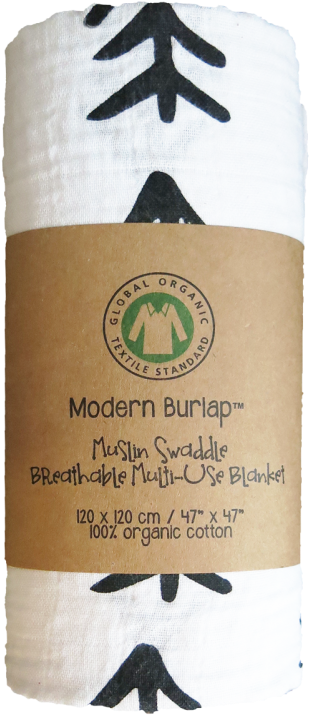 GLOBAL ORGANIC
TEXTILE STANDARD
Modern Burlap™
Muslin Swaddle
BReathable Multi-Use Blanket
120 x 120 cm / 47" x 47"
100% organic cotton